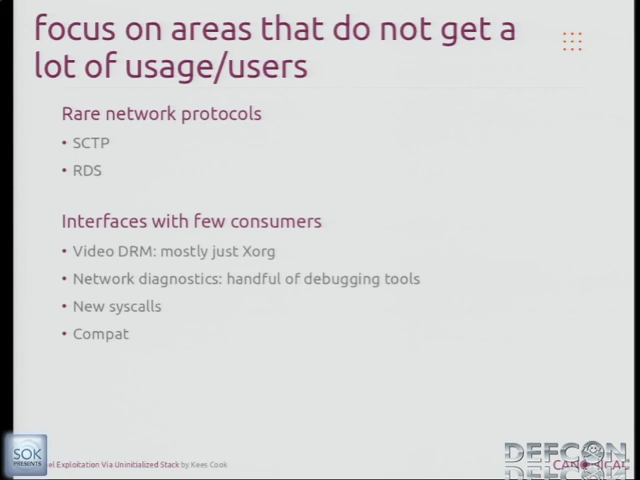 focus on areas that do not get a
lot of usage/users
Rare network protocols
• SCTP
• RDS
Interfaces with few consumers
• Video DRM: mostly just Xorg
• Network diagnostics: handful of debugging tools
• New syscalls
• Compat
SOK
PRESENTS
Exploitation Via Uninitialized Stack by Kees Cook
DEFCON